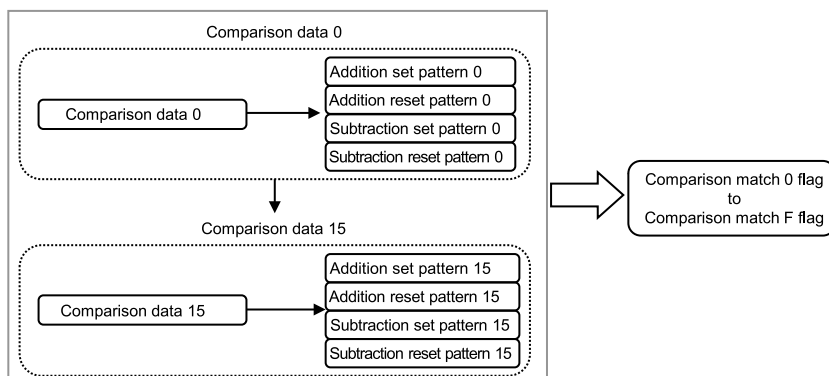 Comparison data 0
Comparison data 0
Addition set pattern 0
Addition reset pattern 0
Subtraction set pattern 0
Subtraction reset pattern 0
Comparison data 15
Comparison data 15
Addition set pattern 15
Addition reset pattern 15
Subtraction set pattern 15
Subtraction reset pattern 15
Comparison match 0 flag
to
Comparison match F flag